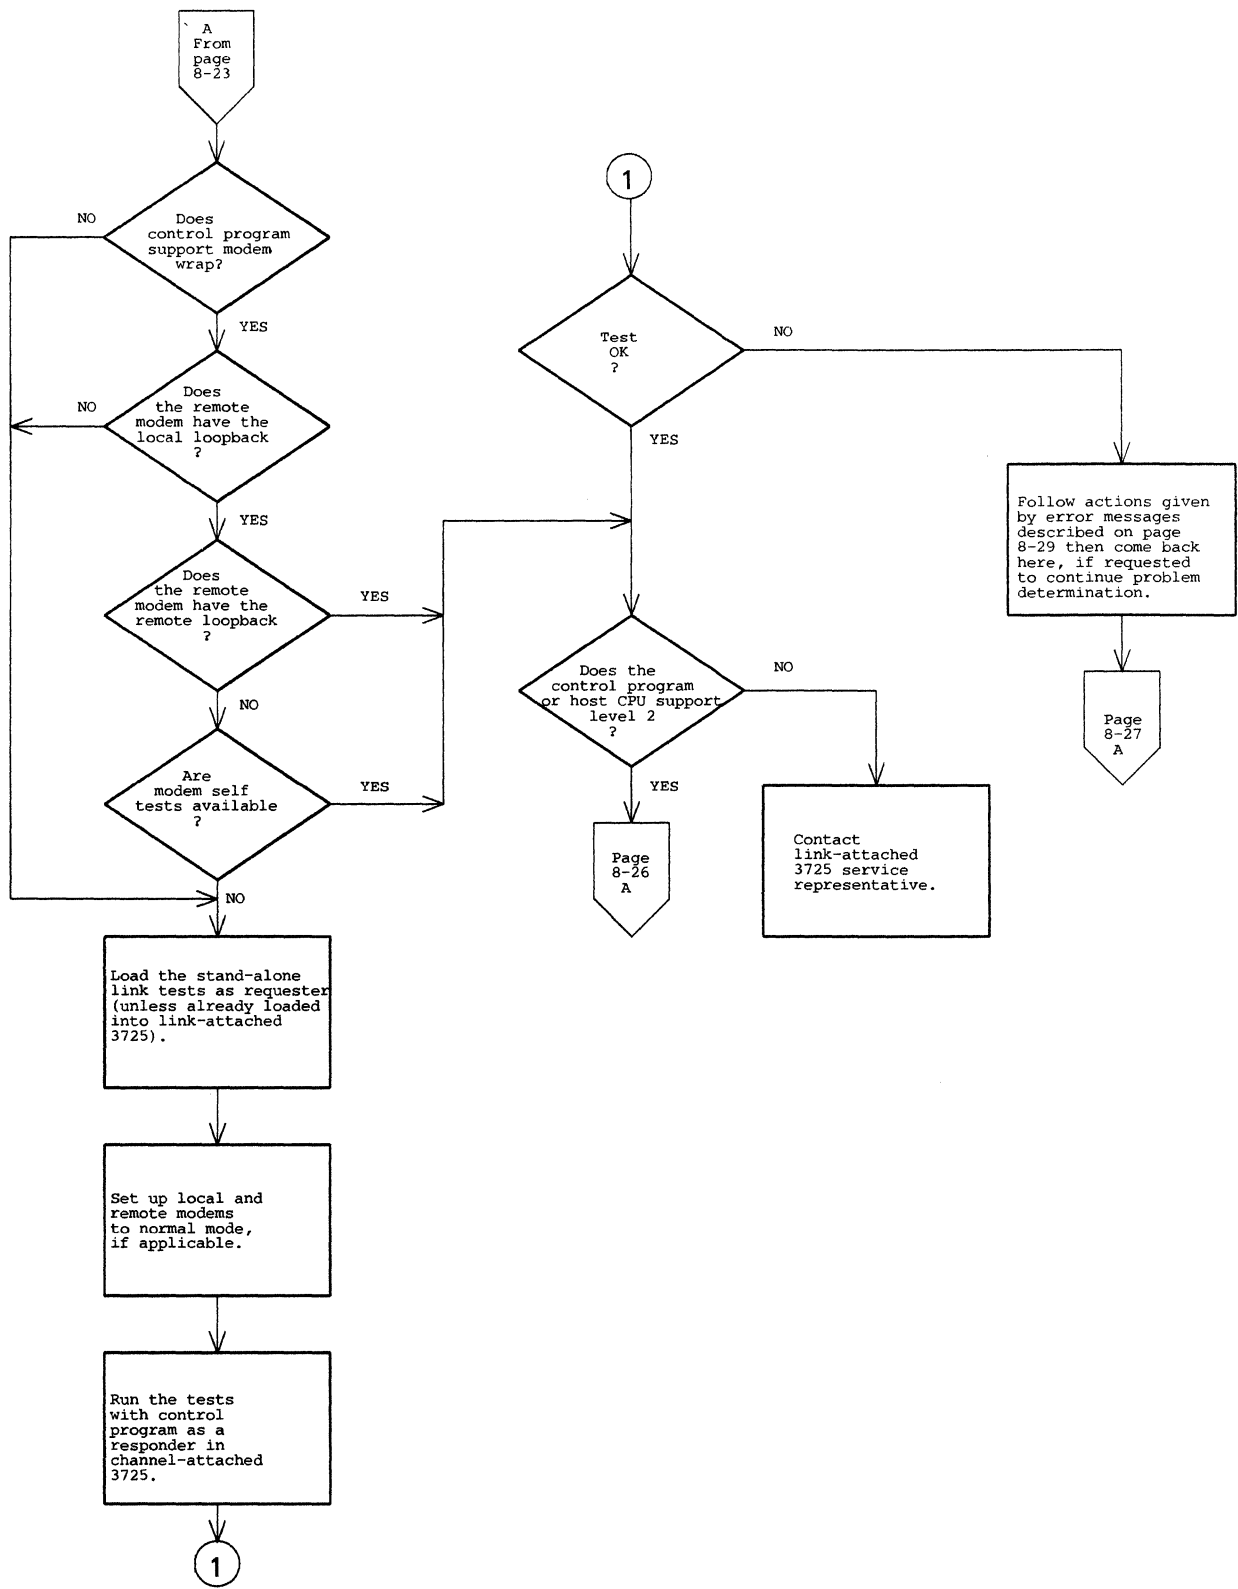 A
From
page
8-23
NO
Does
control program
support modem
wrap?
YES
NO
Does
the remote
modem have the
local loopback
?
YES
Does
the remote
modem have the
remote loopback
?
YES
NO
Are
modem self
tests available
?
YES
NO
Load the stand-alone
link tests as requester
(unless already loaded
into link-attached
3725).
Set up local and
remote modems
to normal mode,
if applicable.
Run the tests
with control
program as a
responder in
channel-attached
3725.
1
1
Test
OK
?
NO
YES
Follow actions given
by error messages
described on page
8-29 then come back
here, if requested
to continue problem
determination.
Page
8-27
A
Does the
control program
or host CPU support
level 2
?
NO
YES
Page
8-26
A
Contact
link-attached
3725 service
representative.